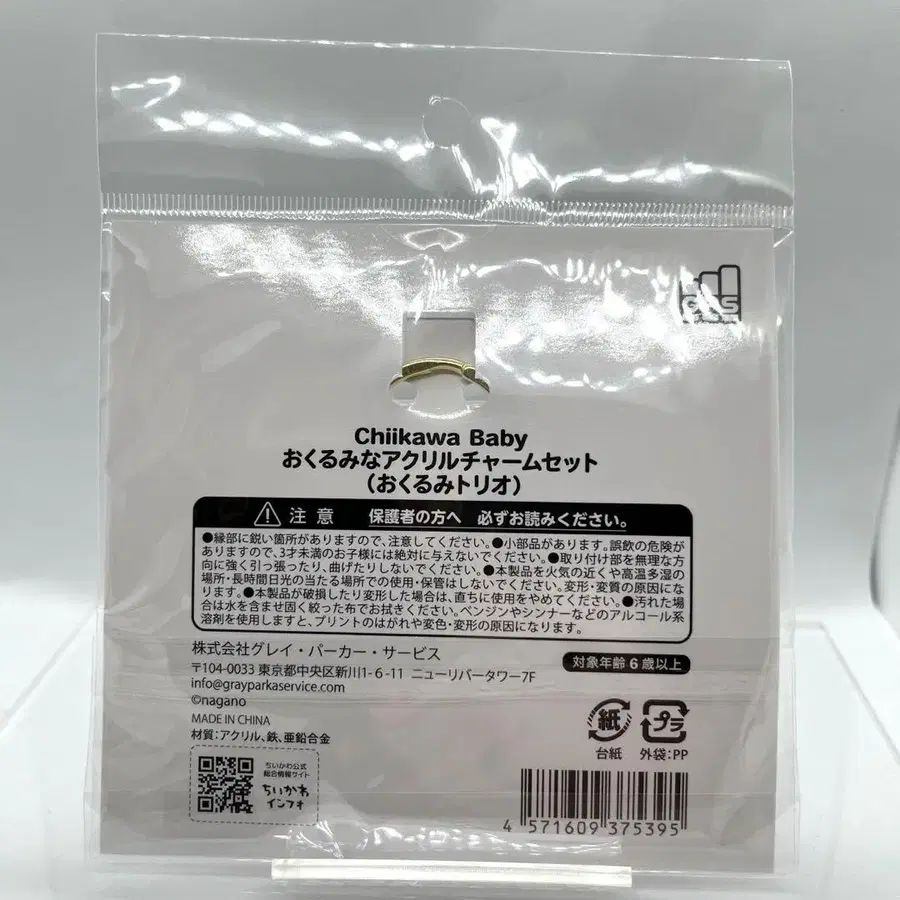 GPS
Chiikawa Baby
おくるみなアクリルチャームセット
（おくるみトリオ）
注意 保護者の方へ 必ずお読みください。
●縁部に鋭い箇所がありますので、注意してください。●小部品があります。誤飲の危険が
ありますので、3才未満のお子様には絶対に与えないでください。●取り付け部を無理な方
向に強く引っ張ったり、曲げたりしないでください。●本製品を火気の近くや高温多湿の
場所・長時間日光の当たる場所での使用・保管はしないでください。変形・変質の原因にな
ります。●本製品が破損したり変形した場合は、直ちに使用をやめてください。●汚れた場
合は水を含ませ固く絞った布でお拭きください。ベンジンやシンナーなどのアルコール系
溶剤を使用しますと、プリントのはがれや変色・変形の原因になります。
株式会社グレイ・パーカー・サービス
〒104-0033 東京都中央区新川1-6-11 ニューリバータワー7F
info@grayparkaservice.com
対象年齢6歳以上
©nagano
MADE IN CHINA
材質：アクリル、鉄、亜鉛合金
紙
台紙
プラ
外袋：PP
ちいかわ公式
総合情報サイト
ちいかわ
インフォ
4 571609 375395